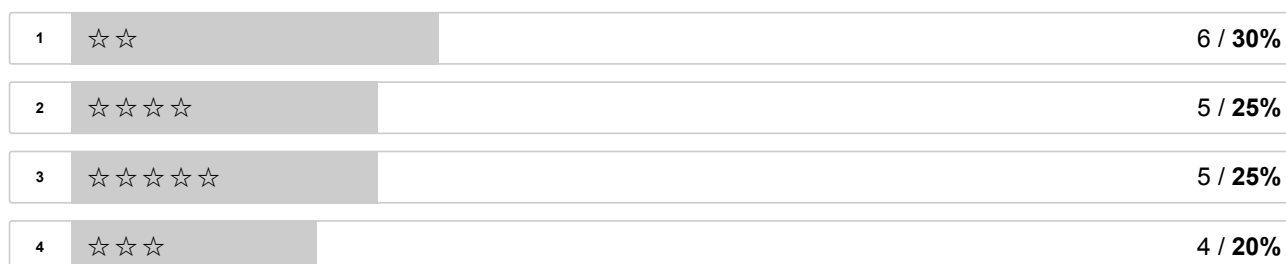 1 ☆☆ 6 / 30%
2 ☆☆☆☆ 5 / 25%
3 ☆☆☆☆☆ 5 / 25%
4 ☆☆☆ 4 / 20%